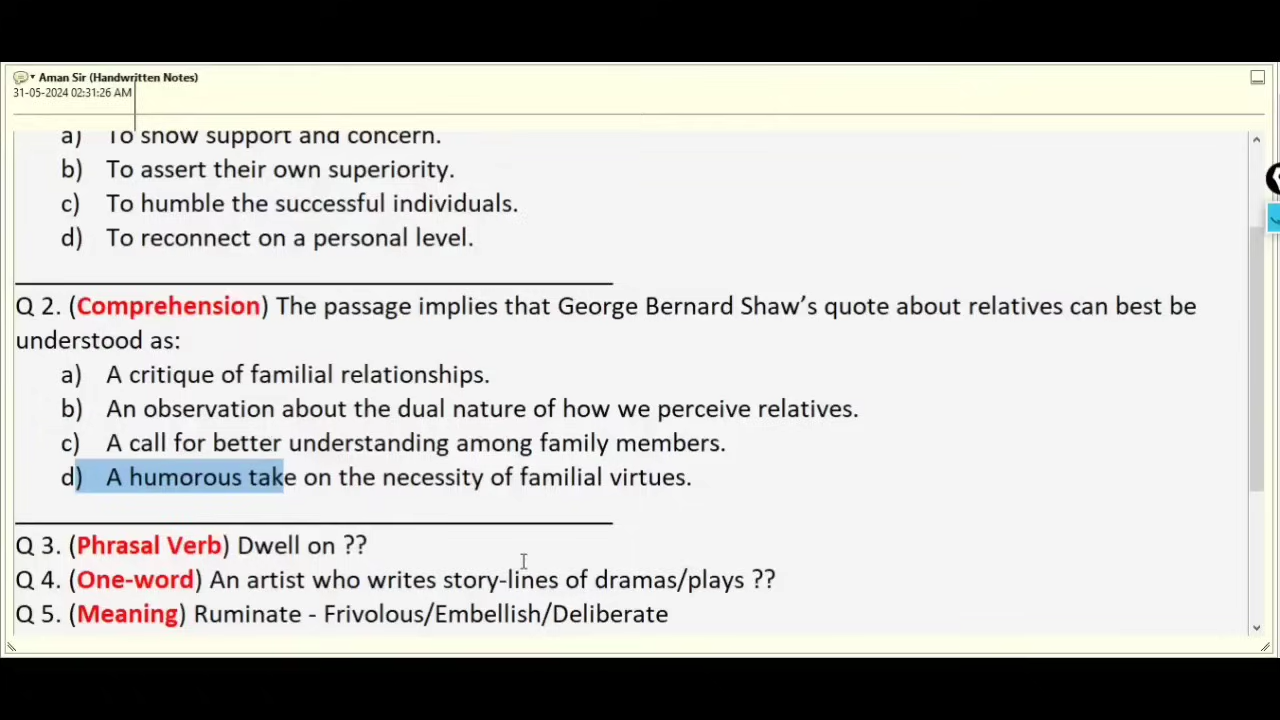 Aman Sir (Handwritten Notes)
31-05-2024 02:31:26 AM
a) To show support and concern.
b) To assert their own superiority.
c) To humble the successful individuals.
d) To reconnect on a personal level.
Q 2. (Comprehension) The passage implies that George Bernard Shaw’s quote about relatives can best be
understood as:
a) A critique of familial relationships.
b) An observation about the dual nature of how we perceive relatives.
c) A call for better understanding among family members.
d) A humorous take on the necessity of familial virtues.
Q 3. (Phrasal Verb) Dwell on ??
Q 4. (One-word) An artist who writes story-lines of dramas/plays ??
Q 5. (Meaning) Ruminate - Frivolous/Embellish/Deliberate